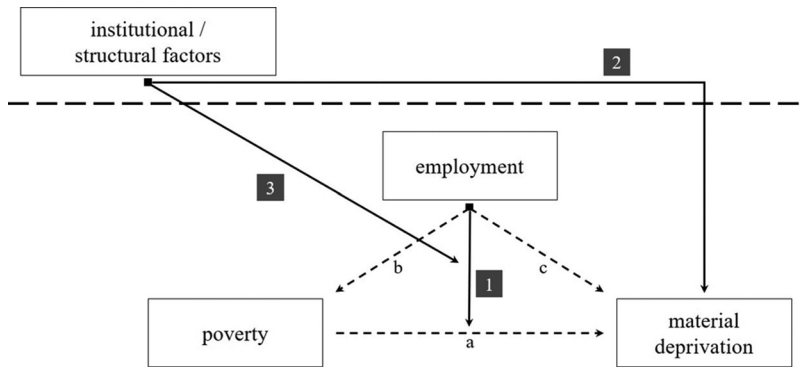 institutional /
structural factors
2
employment
3
b
c
1
poverty
a
material
deprivation